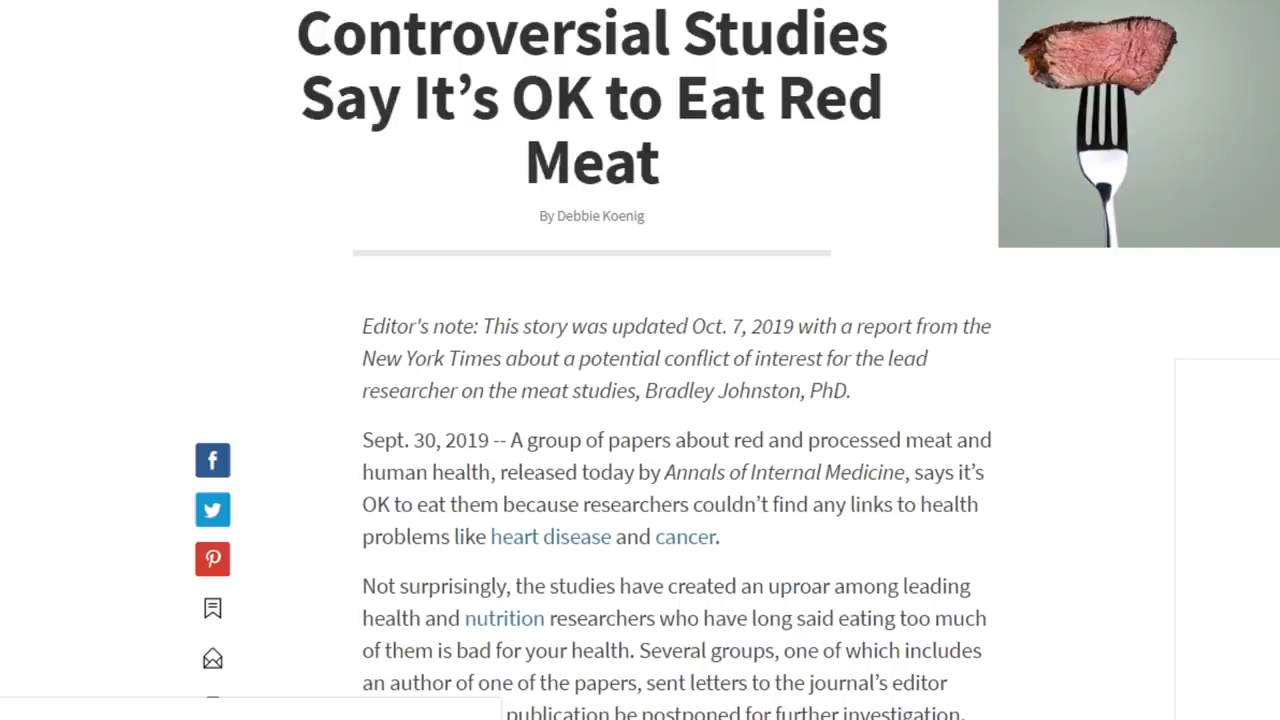 Controversial Studies
Say It’s OK to Eat Red
Meat
By Debbie Koenig
Editor's note: This story was updated Oct. 7, 2019 with a report from the
New York Times about a potential conflict of interest for the lead
researcher on the meat studies, Bradley Johnston, PhD.
Sept. 30, 2019 -- A group of papers about red and processed meat and
human health, released today by Annals of Internal Medicine, says it’s
OK to eat them because researchers couldn’t find any links to health
problems like heart disease and cancer.
Not surprisingly, the studies have created an uproar among leading
health and nutrition researchers who have long said eating too much
of them is bad for your health. Several groups, one of which includes
an author of one of the papers, sent letters to the journal’s editor
publication be postponed for further investigation.